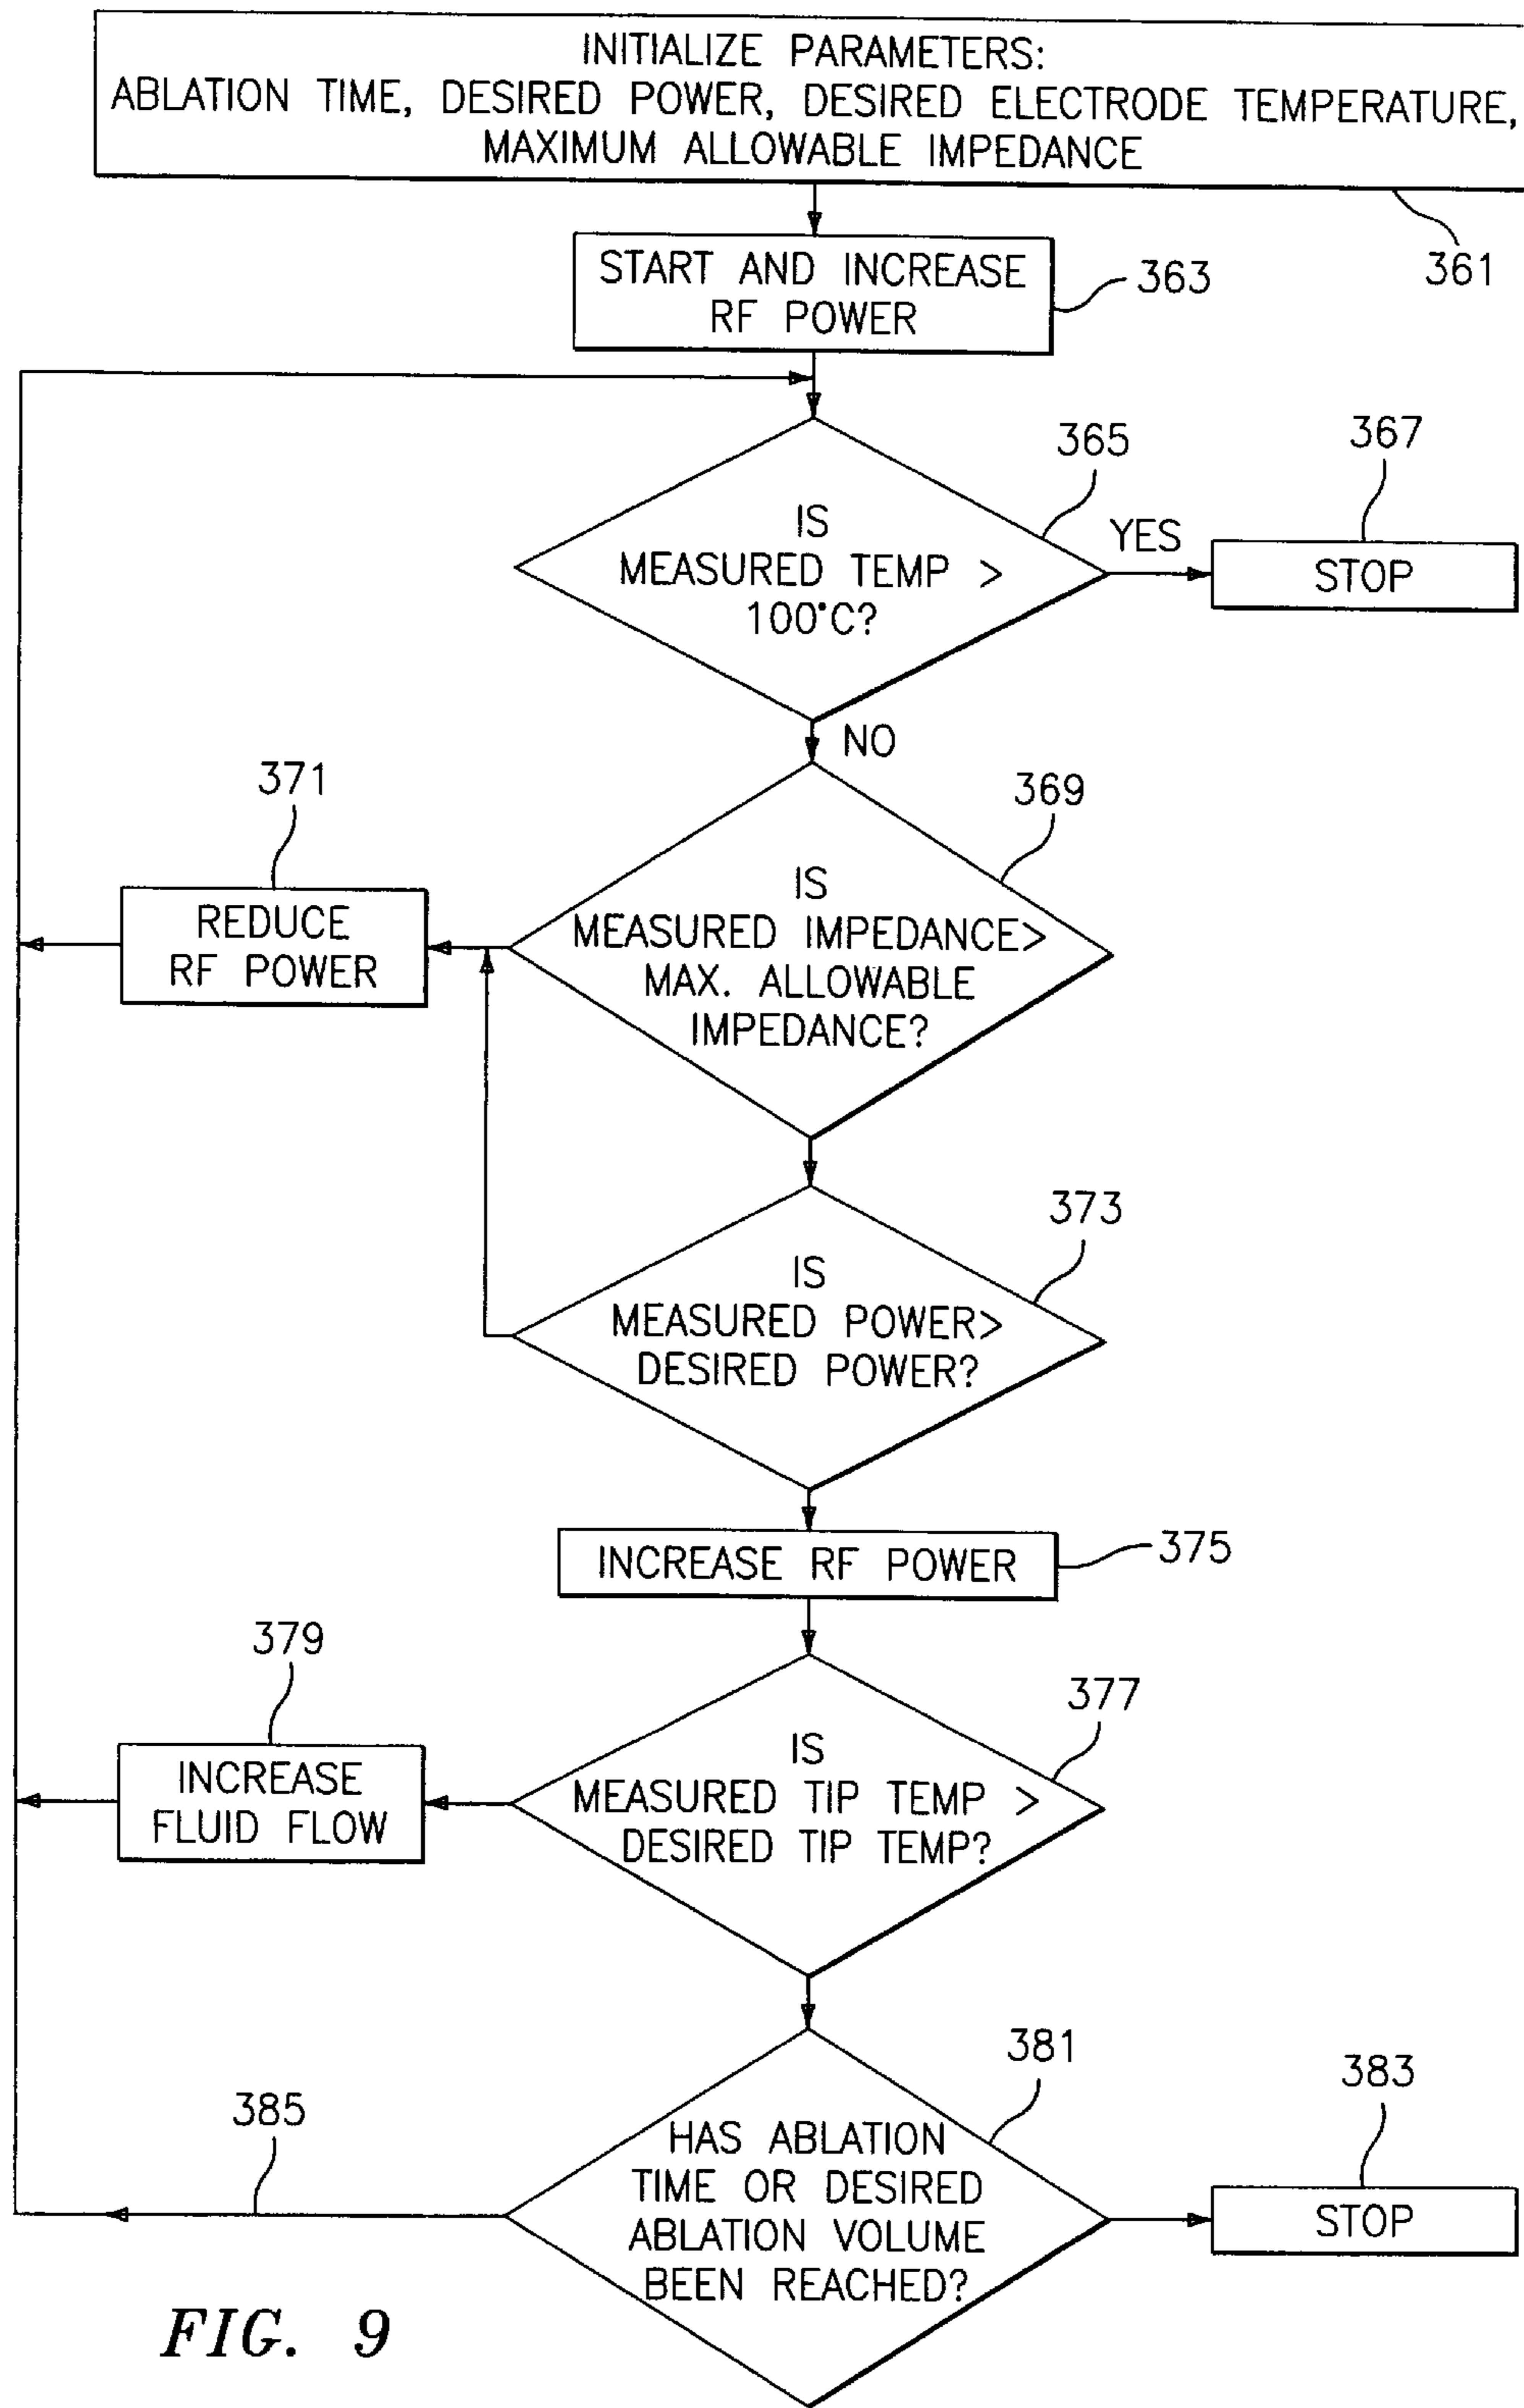 INITIALIZE PARAMETERS:
ABLATION TIME, DESIRED POWER, DESIRED ELECTRODE TEMPERATURE,
MAXIMUM ALLOWABLE IMPEDANCE
361
START AND INCREASE
RF POWER
363
365
367
IS
MEASURED TEMP >
100°C?
YES
STOP
NO
371
369
REDUCE
RF POWER
IS
MEASURED IMPEDANCE>
MAX. ALLOWABLE
IMPEDANCE?
373
IS
MEASURED POWER>
DESIRED POWER?
INCREASE RF POWER
375
379
377
INCREASE
FLUID FLOW
IS
MEASURED TIP TEMP >
DESIRED TIP TEMP?
381
383
385
HAS ABLATION
TIME OR DESIRED
ABLATION VOLUME
BEEN REACHED?
STOP
FIG. 9